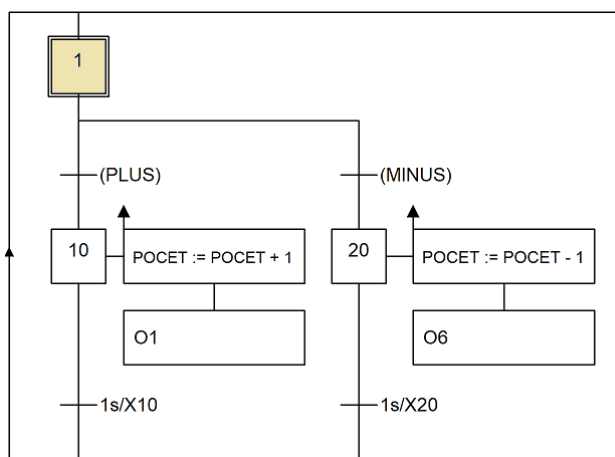 1
(PLUS)
(MINUS)
10
POCET := POCET + 1
20
POCET := POCET - 1
O1
O6
1s/X10
1s/X20